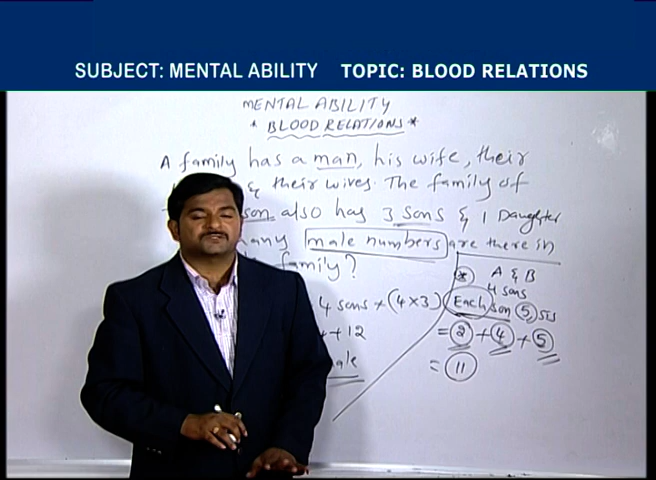 SUBJECT: MENTAL ABILITY TOPIC: BLOOD RELATIONS
MENTAL ABILITY
* BLOOD RELATIONS *
A family has a man, his wife, their
& their wives. The family of
son also has 3 sons & 1 Daughter
many male numbers are there in
family?
* A & B
4 sons
4 sons + (4×3) Each son 5 sis
+ 12 = 2 + 4 + 5
ale = 11